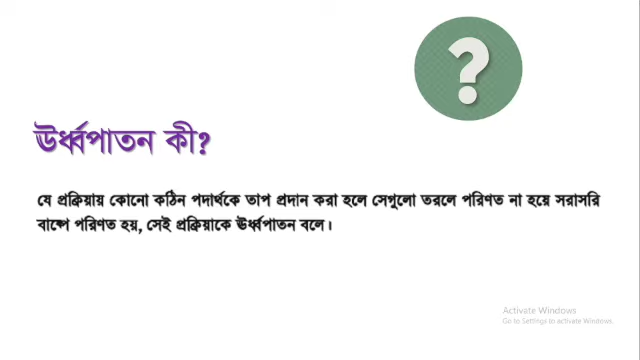 ?
ঊর্ধ্বপাতন কী?
যে প্রক্রিয়ায় কোনো কঠিন পদার্থকে তাপ প্রদান করা হলে সেগুলো তরলে পরিণত না হয়ে সরাসরি
বাষ্পে পরিণত হয়, সেই প্রক্রিয়াকে ঊর্ধ্বপাতন বলে।
Activate Windows
Go to Settings to activate Windows.